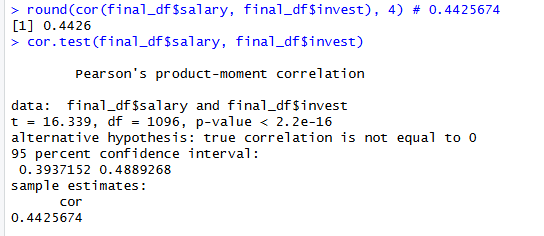 > round(cor(final_df$salary, final_df$invest), 4) # 0.4425674
[1] 0.4426
> cor.test(final_df$salary, final_df$invest)
Pearson's product-moment correlation
data:  final_df$salary and final_df$invest
t = 16.339, df = 1096, p-value < 2.2e-16
alternative hypothesis: true correlation is not equal to 0
95 percent confidence interval:
0.3937152 0.4889268
sample estimates:
cor
0.4425674